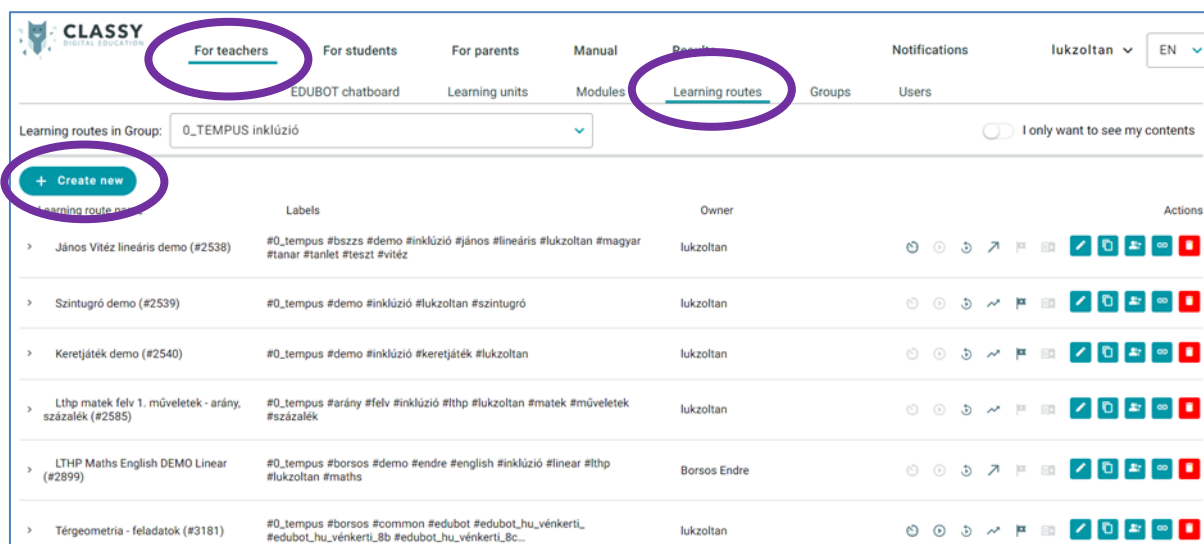 CLASSY
DIGITAL EDUCATION
For teachers For students For parents Manual Results Notifications lukzoltan EN
EDUBOT chatboard Learning units Modules Learning routes Groups Users
Learning routes in Group: 0_TEMPUS inklúzió I only want to see my contents
+ Create new
Learning route name Labels Owner Actions
János Vitéz lineáris demo (#2538) #0_tempus #bszzs #demo #inklúzió #jános #lineáris #lukzoltan #magyar lukzoltan
#tanar #tanlet #teszt #vitéz
Szintugró demo (#2539) #0_tempus #demo #inklúzió #lukzoltan #szintugró lukzoltan
Keretjáték demo (#2540) #0_tempus #demo #inklúzió #keretjáték #lukzoltan lukzoltan
Lthp matek felv 1. műveletek - arány, #0_tempus #arány #felv #inklúzió #lthp #lukzoltan #matek #műveletek lukzoltan
százalék (#2585) #százalék
LTHP Maths English DEMO Linear #0_tempus #borsos #demo #endre #english #inklúzió #linear #lthp Borsos Endre
(#2899) #lukzoltan #maths
Térgeometria - feladatok (#3181) #0_tempus #borsos #common #edubot #edubot_hu_vénkerti_ lukzoltan
#edubot_hu_vénkerti_8b #edubot_hu_vénkerti_8c...